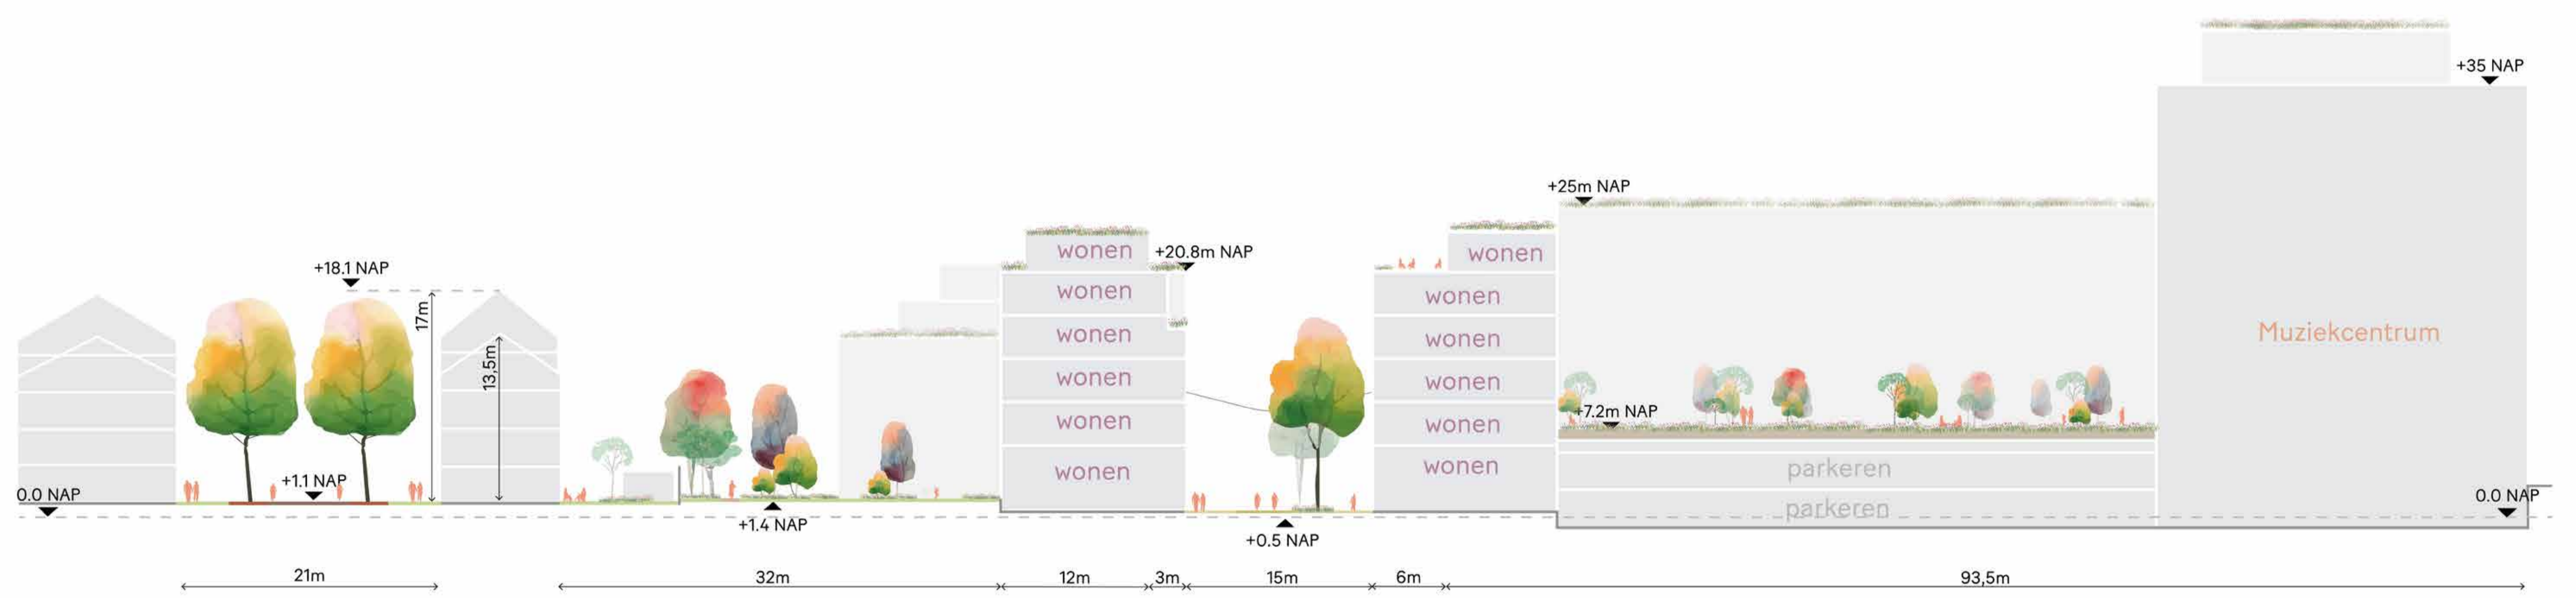 +35 NAP
+25m NAP
wonen
+20.8m NAP
wonen
+18.1 NAP
wonen
wonen
17m
wonen
wonen
Muziekcentrum
13,5m
wonen
wonen
+7.2m NAP
wonen
wonen
wonen
wonen
parkeren
+1.1 NAP
0.0 NAP
0.0 NAP
parkeren
+1.4 NAP
+0.5 NAP
21m
32m
12m
3m
15m
6m
93,5m